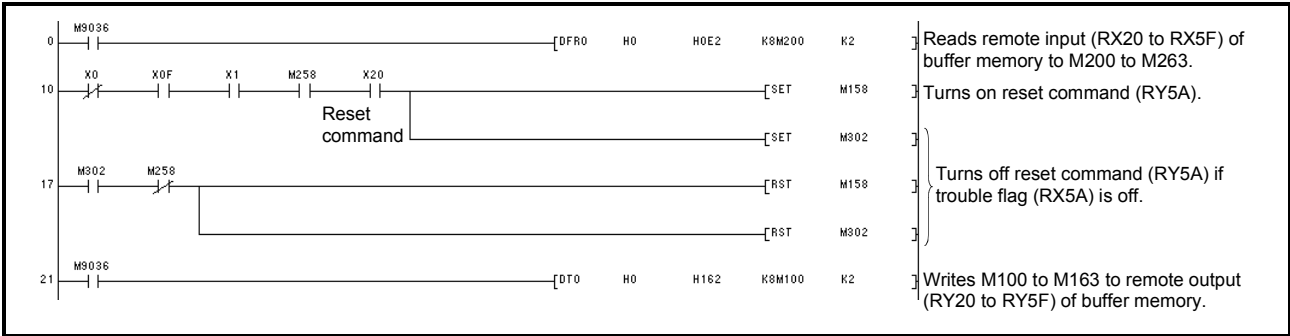 M9036
0 [DFRO H0 H0E2 K8M200 K2 ] Reads remote input (RX20 to RX5F) of
buffer memory to M200 to M263.
X0 X0F X1 M258 X20
10 [SET M158 ] Turns on reset command (RY5A).
Reset
command
[SET M302 ]
M302 M258
17 [RST M158 ] Turns off reset command (RY5A) if
trouble flag (RX5A) is off.
[RST M302 ]
M9036
21 [DTO H0 H162 K8M100 K2 ] Writes M100 to M163 to remote output
(RY20 to RY5F) of buffer memory.